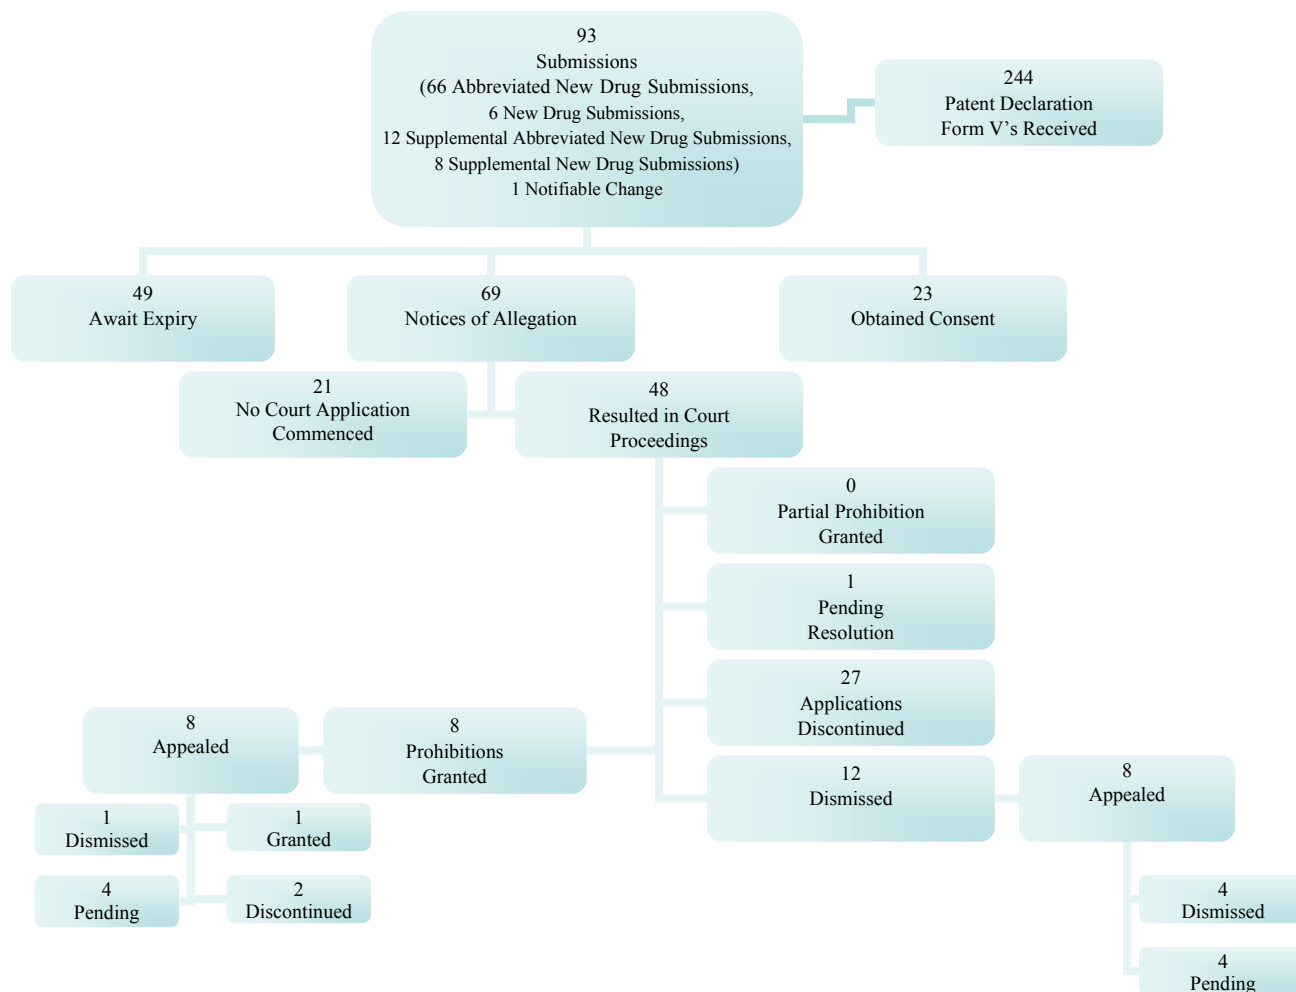 93
Submissions
(66 Abbreviated New Drug Submissions,
6 New Drug Submissions,
12 Supplemental Abbreviated New Drug Submissions,
8 Supplemental New Drug Submissions)
1 Notifiable Change
244
Patent Declaration
Form V’s Received
49
Await Expiry
69
Notices of Allegation
23
Obtained Consent
21
No Court Application
Commenced
48
Resulted in Court
Proceedings
0
Partial Prohibition
Granted
1
Pending
Resolution
27
Applications
Discontinued
8
Appealed
8
Prohibitions
Granted
12
Dismissed
8
Appealed
1
Dismissed
1
Granted
4
Pending
2
Discontinued
4
Dismissed
4
Pending